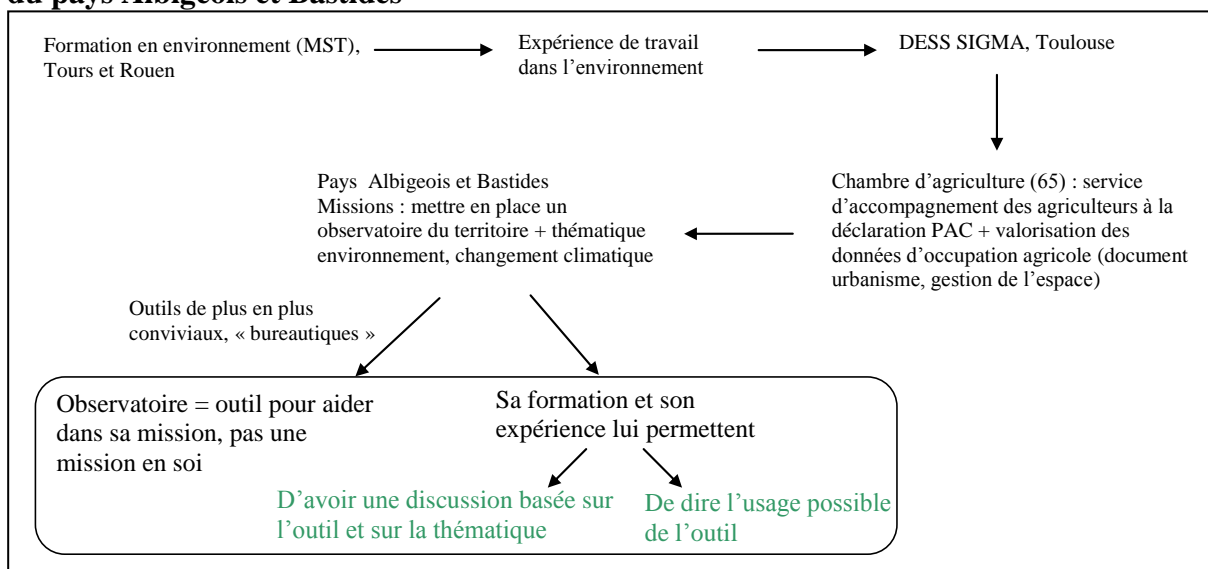 du pays Albigeois et Bastides
Formation en environnement (MST),
Tours et Rouen
Expérience de travail
dans l’environnement
DESS SIGMA, Toulouse
Chambre d’agriculture (65) : service
d’accompagnement des agriculteurs à la
déclaration PAC + valorisation des
données d’occupation agricole (document
urbanisme, gestion de l’espace)
Pays Albigeois et Bastides
Missions : mettre en place un
observatoire du territoire + thématique
environnement, changement climatique
Outils de plus en plus
conviviaux, « bureautiques »
Observatoire = outil pour aider
dans sa mission, pas une
mission en soi
Sa formation et son
expérience lui permettent
D’avoir une discussion basée sur
l’outil et sur la thématique
De dire l’usage possible
de l’outil